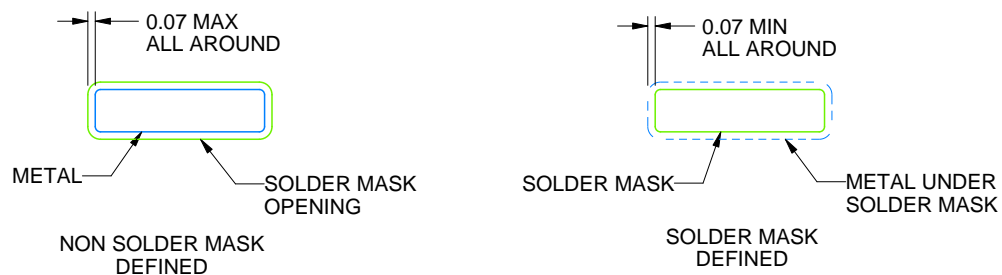 0.07 MAX
ALL AROUND
METAL
SOLDER MASK
OPENING
NON SOLDER MASK
DEFINED
0.07 MIN
ALL AROUND
SOLDER MASK
METAL UNDER
SOLDER MASK
SOLDER MASK
DEFINED